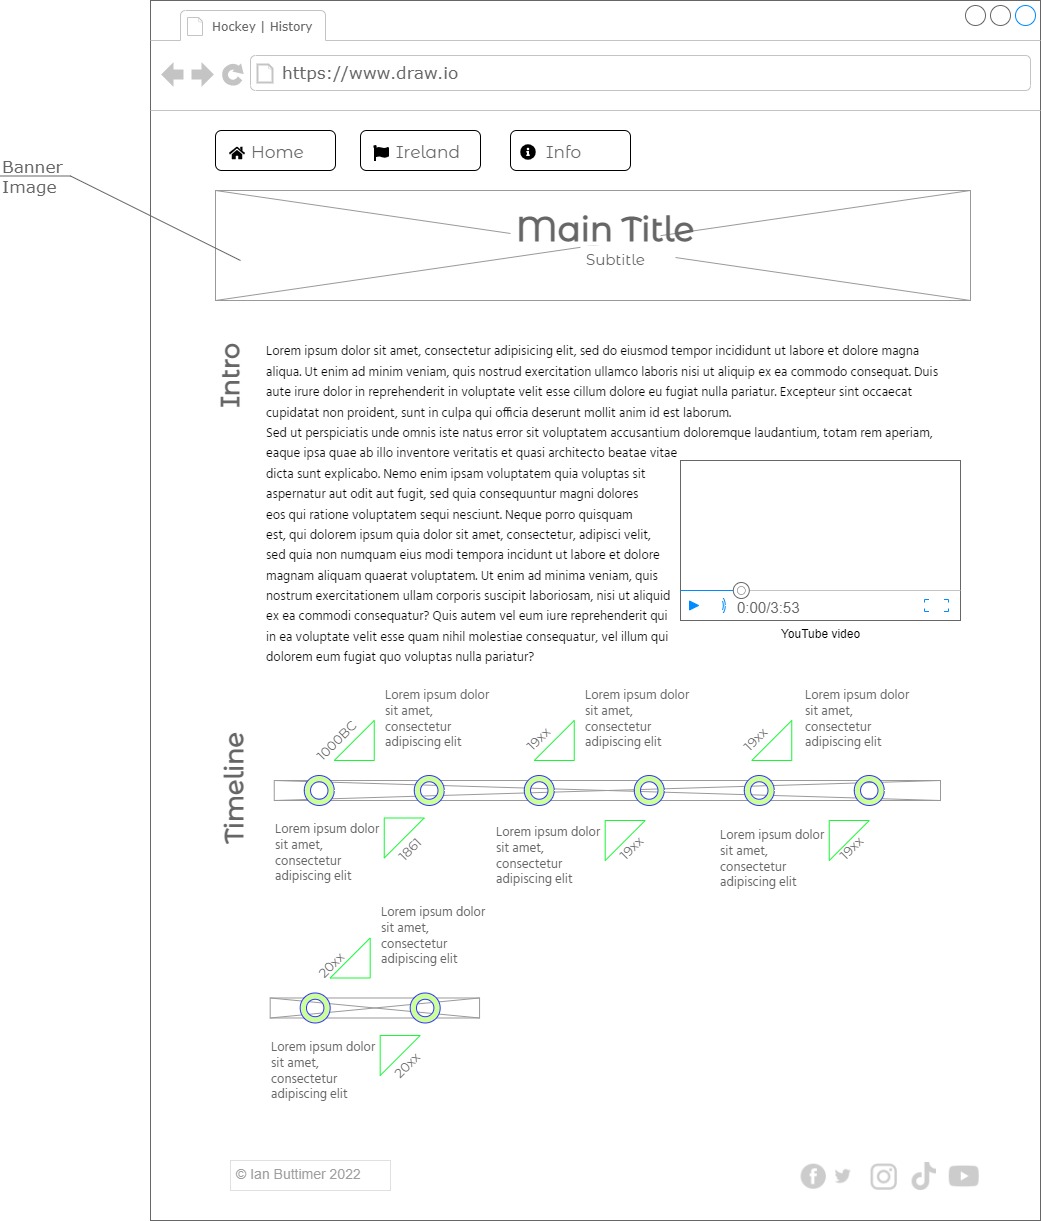 Hockey | History
https://www.draw.io
Home
Ireland
Info
Banner
Image
Main Title
Subtitle
Intro
Lorem ipsum dolor sit amet, consectetur adipisicing elit, sed do eiusmod tempor incididunt ut labore et dolore magna
aliqua. Ut enim ad minim veniam, quis nostrud exercitation ullamco laboris nisi ut aliquip ex ea commodo consequat. Duis
aute irure dolor in reprehenderit in voluptate velit esse cillum dolore eu fugiat nulla pariatur. Excepteur sint occaecat
cupidatat non proident, sunt in culpa qui officia deserunt mollit anim id est laborum.
Sed ut perspiciatis unde omnis iste natus error sit voluptatem accusantium doloremque laudantium, totam rem aperiam,
eaque ipsa quae ab illo inventore veritatis et quasi architecto beatae vitae
dicta sunt explicabo. Nemo enim ipsam voluptatem quia voluptas sit
aspernatur aut odit aut fugit, sed quia consequuntur magni dolores
eos qui ratione voluptatem sequi nesciunt. Neque porro quisquam
est, qui dolorem ipsum quia dolor sit amet, consectetur, adipisci velit,
sed quia non numquam eius modi tempora incidunt ut labore et dolore
magnam aliquam quaerat voluptatem. Ut enim ad minima veniam, quis
nostrum exercitationem ullam corporis suscipit laboriosam, nisi ut aliquid
ex ea commodi consequatur? Quis autem vel eum iure reprehenderit qui
in ea voluptate velit esse quam nihil molestiae consequatur, vel illum qui
dolorem eum fugiat quo voluptas nulla pariatur?
0:00/3:53
YouTube video
Timeline
1000BC
Lorem ipsum dolor
sit amet,
consectetur
adipiscing elit
19xx
Lorem ipsum dolor
sit amet,
consectetur
adipiscing elit
19xx
Lorem ipsum dolor
sit amet,
consectetur
adipiscing elit
Lorem ipsum dolor
sit amet,
consectetur
adipiscing elit
1861
Lorem ipsum dolor
sit amet,
consectetur
adipiscing elit
19xx
Lorem ipsum dolor
sit amet,
consectetur
adipiscing elit
19xx
20xx
Lorem ipsum dolor
sit amet,
consectetur
adipiscing elit
Lorem ipsum dolor
sit amet,
consectetur
adipiscing elit
20xx
© Ian Buttimer 2022